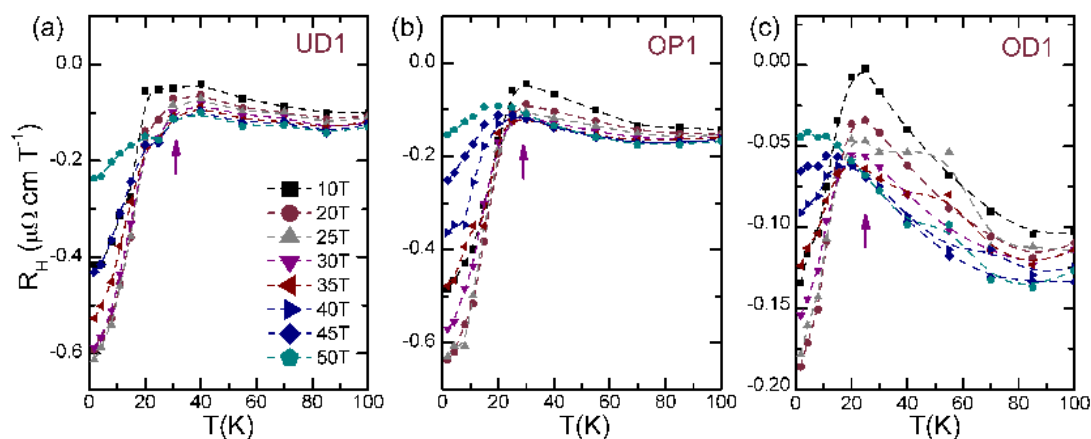 (a) UD1
(b) OP1
(c) OD1
R_H (μΩ cm T⁻¹)
0.0
-0.2
-0.4
-0.6
10T
20T
25T
30T
35T
40T
45T
50T
0 20 40 60 80 100
T(K)
0.0
-0.2
-0.4
-0.6
0 20 40 60 80 100
T(K)
0.00
-0.05
-0.10
-0.15
-0.20
0 20 40 60 80 100
T(K)